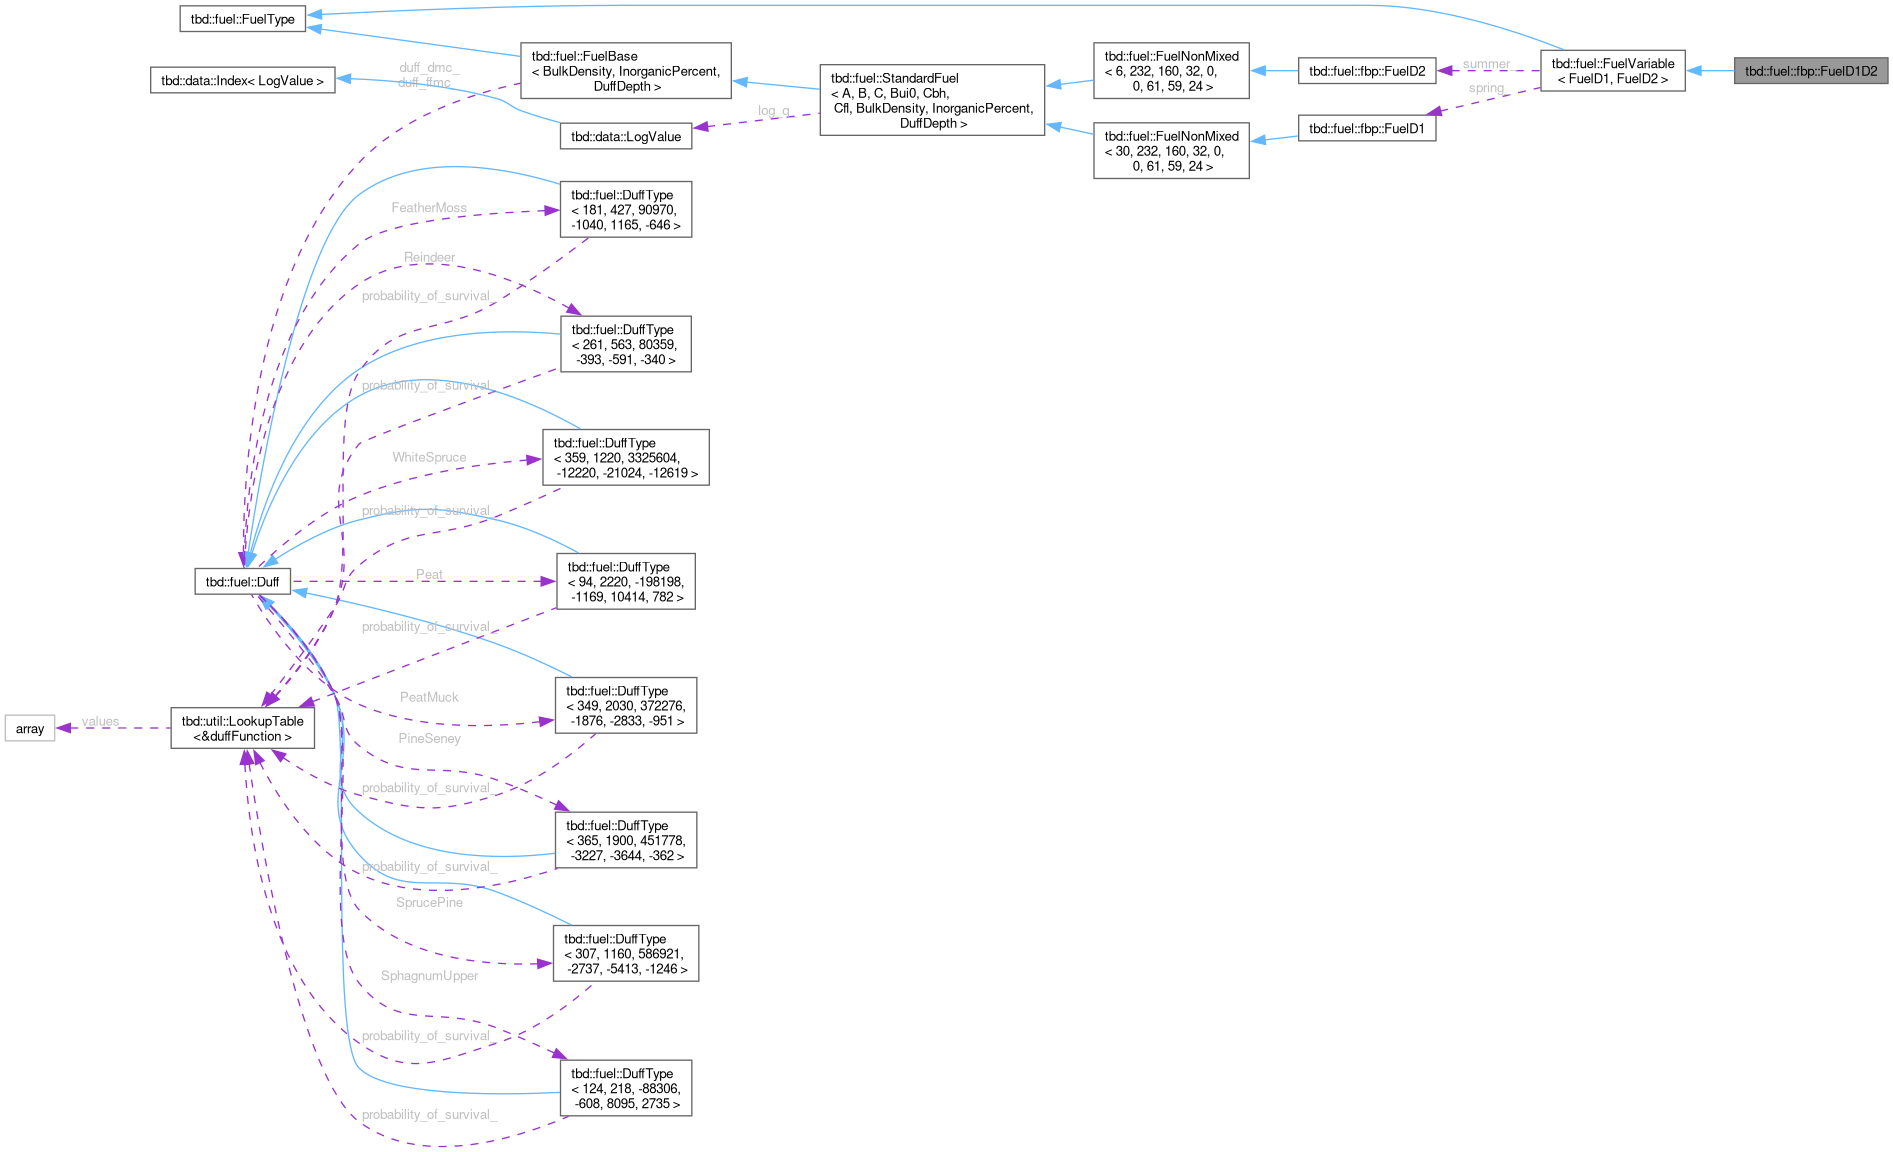 tbd::fuel::FuelType
tbd::fuel::FuelBase
< BulkDensity, InorganicPercent,
DuffDepth >
tbd::data::Index< LogValue >
duff_dmc_
duff_ffmc_
tbd::data::LogValue
log_q_
tbd::fuel::StandardFuel
< A, B, C, Bui0, Cbh,
Cfl, BulkDensity, InorganicPercent,
DuffDepth >
tbd::fuel::FuelNonMixed
< 6, 232, 160, 32, 0,
0, 61, 59, 24 >
tbd::fuel::FuelNonMixed
< 30, 232, 160, 32, 0,
0, 61, 59, 24 >
tbd::fuel::fbp::FuelD2
tbd::fuel::fbp::FuelD1
summer_
spring_
tbd::fuel::FuelVariable
< FuelD1, FuelD2 >
tbd::fuel::fbp::FuelD1D2
tbd::fuel::DuffType
< 181, 427, 90970,
-1040, 1165, -646 >
FeatherMoss
Reindeer
probability_of_survival_
tbd::fuel::DuffType
< 261, 563, 80359,
-393, -591, -340 >
probability_of_survival_
tbd::fuel::DuffType
< 359, 1220, 3325604,
-12220, -21024, -12619 >
WhiteSpruce
probability_of_survival_
tbd::fuel::DuffType
< 94, 2220, -198198,
-1169, 10414, 782 >
tbd::fuel::Duff
Peat
probability_of_survival_
tbd::fuel::DuffType
< 349, 2030, 372276,
-1876, -2833, -951 >
PeatMuck
array
values_
tbd::util::LookupTable
<&duffFunction >
PineSeney
probability_of_survival_
tbd::fuel::DuffType
< 365, 1900, 451778,
-3227, -3644, -362 >
probability_of_survival_
SprucePine
tbd::fuel::DuffType
< 307, 1160, 586921,
-2737, -5413, -1246 >
SphagnumUpper
probability_of_survival_
tbd::fuel::DuffType
< 124, 218, -88306,
-608, 8095, 2735 >
probability_of_survival_